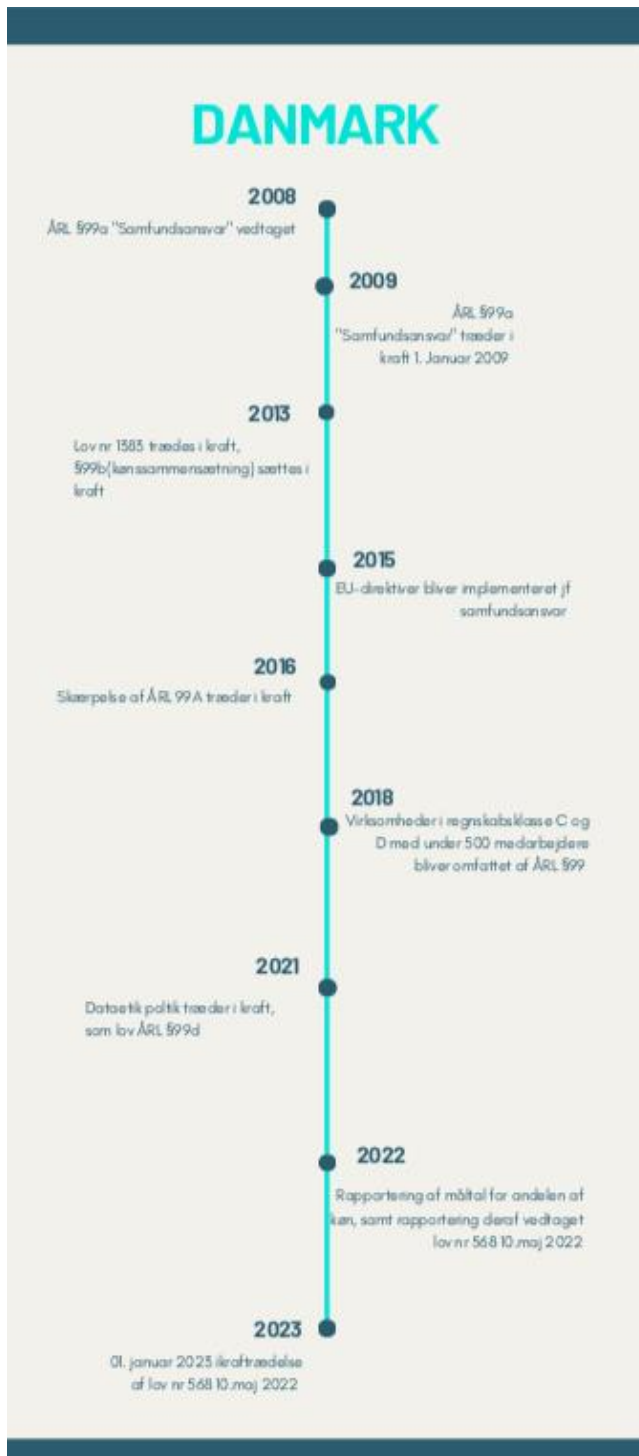 DANMARK
2008
ÅRL §99a "Samfundsansvar" vedtaget
2009
ÅRL §99a
"Samfundsansvar" træder i
kraft 1. Januar 2009
2013
Lov nr 1383 trædes i kraft,
§99b(kønssammensætning) sættes i
kraft
2015
EU-direktiver bliver implementeret jf
samfundsansvar
2016
Skærpelse af ÅRL 99A træder i kraft
2018
Virksomheder i regnskabsklasse C og
D med under 500 medarbejdere
bliver omfattet af ÅRL §99
2021
Dataetik politik træder i kraft,
som lov ÅRL §99d
2022
Rapportering af måltal for andelen af
køn, samt rapportering deraf vedtaget
lov nr 568 10.maj 2022
2023
01. januar 2023 ikraftrædelse
af lov nr 568 10.maj 2022